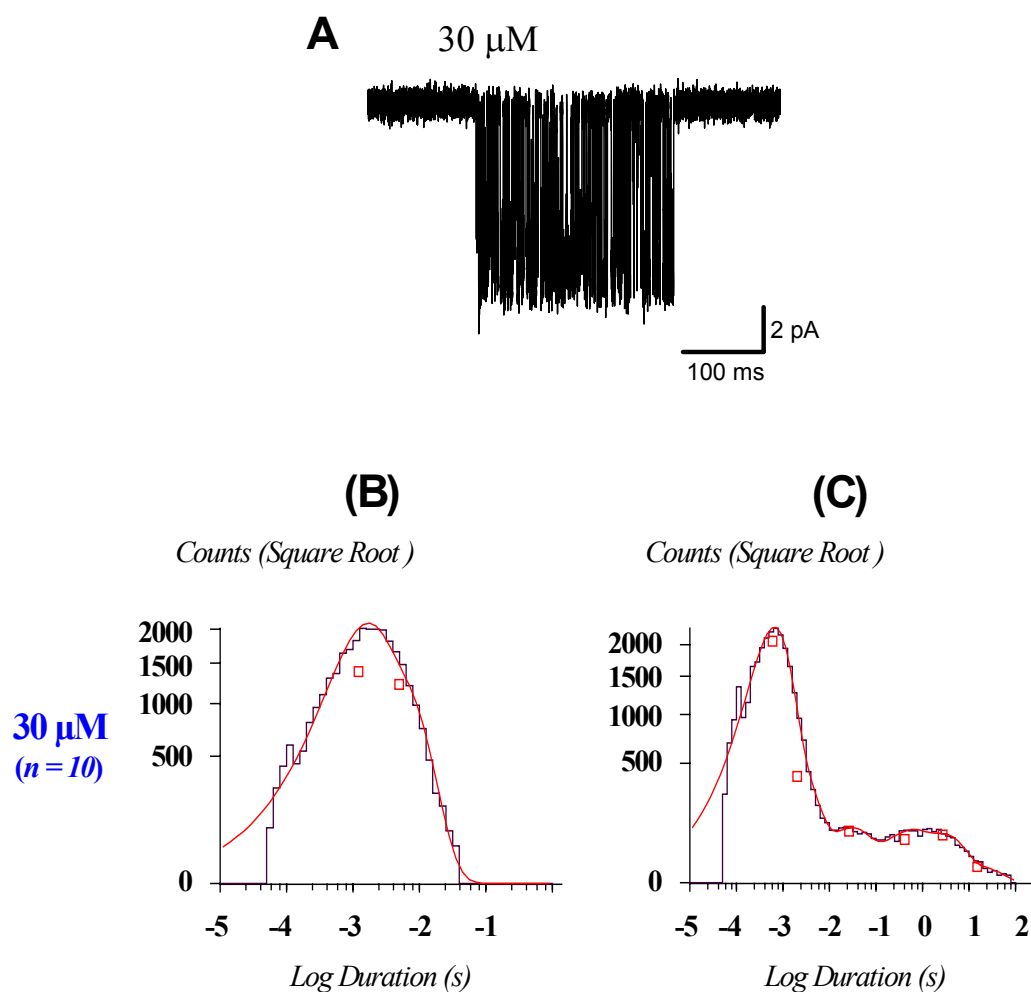 A 30 μM
2 pA
100 ms
(B) (C)
Counts (Square Root ) Counts (Square Root )
2000 2000
1500 1500
1000 1000
500 500
0 0
30 μM
(n = 10)
-5 -4 -3 -2 -1 -5 -4 -3 -2 -1 0 1 2
Log Duration (s) Log Duration (s)